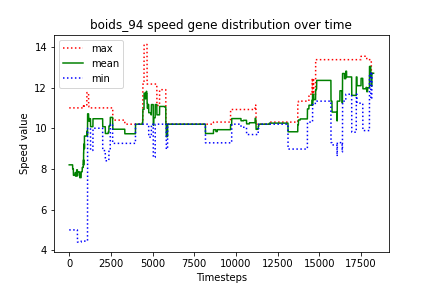 boids_94 speed gene distribution over time
max
mean
min
Speed value
14
12
10
8
6
4
0 2500 5000 7500 10000 12500 15000 17500
Timesteps